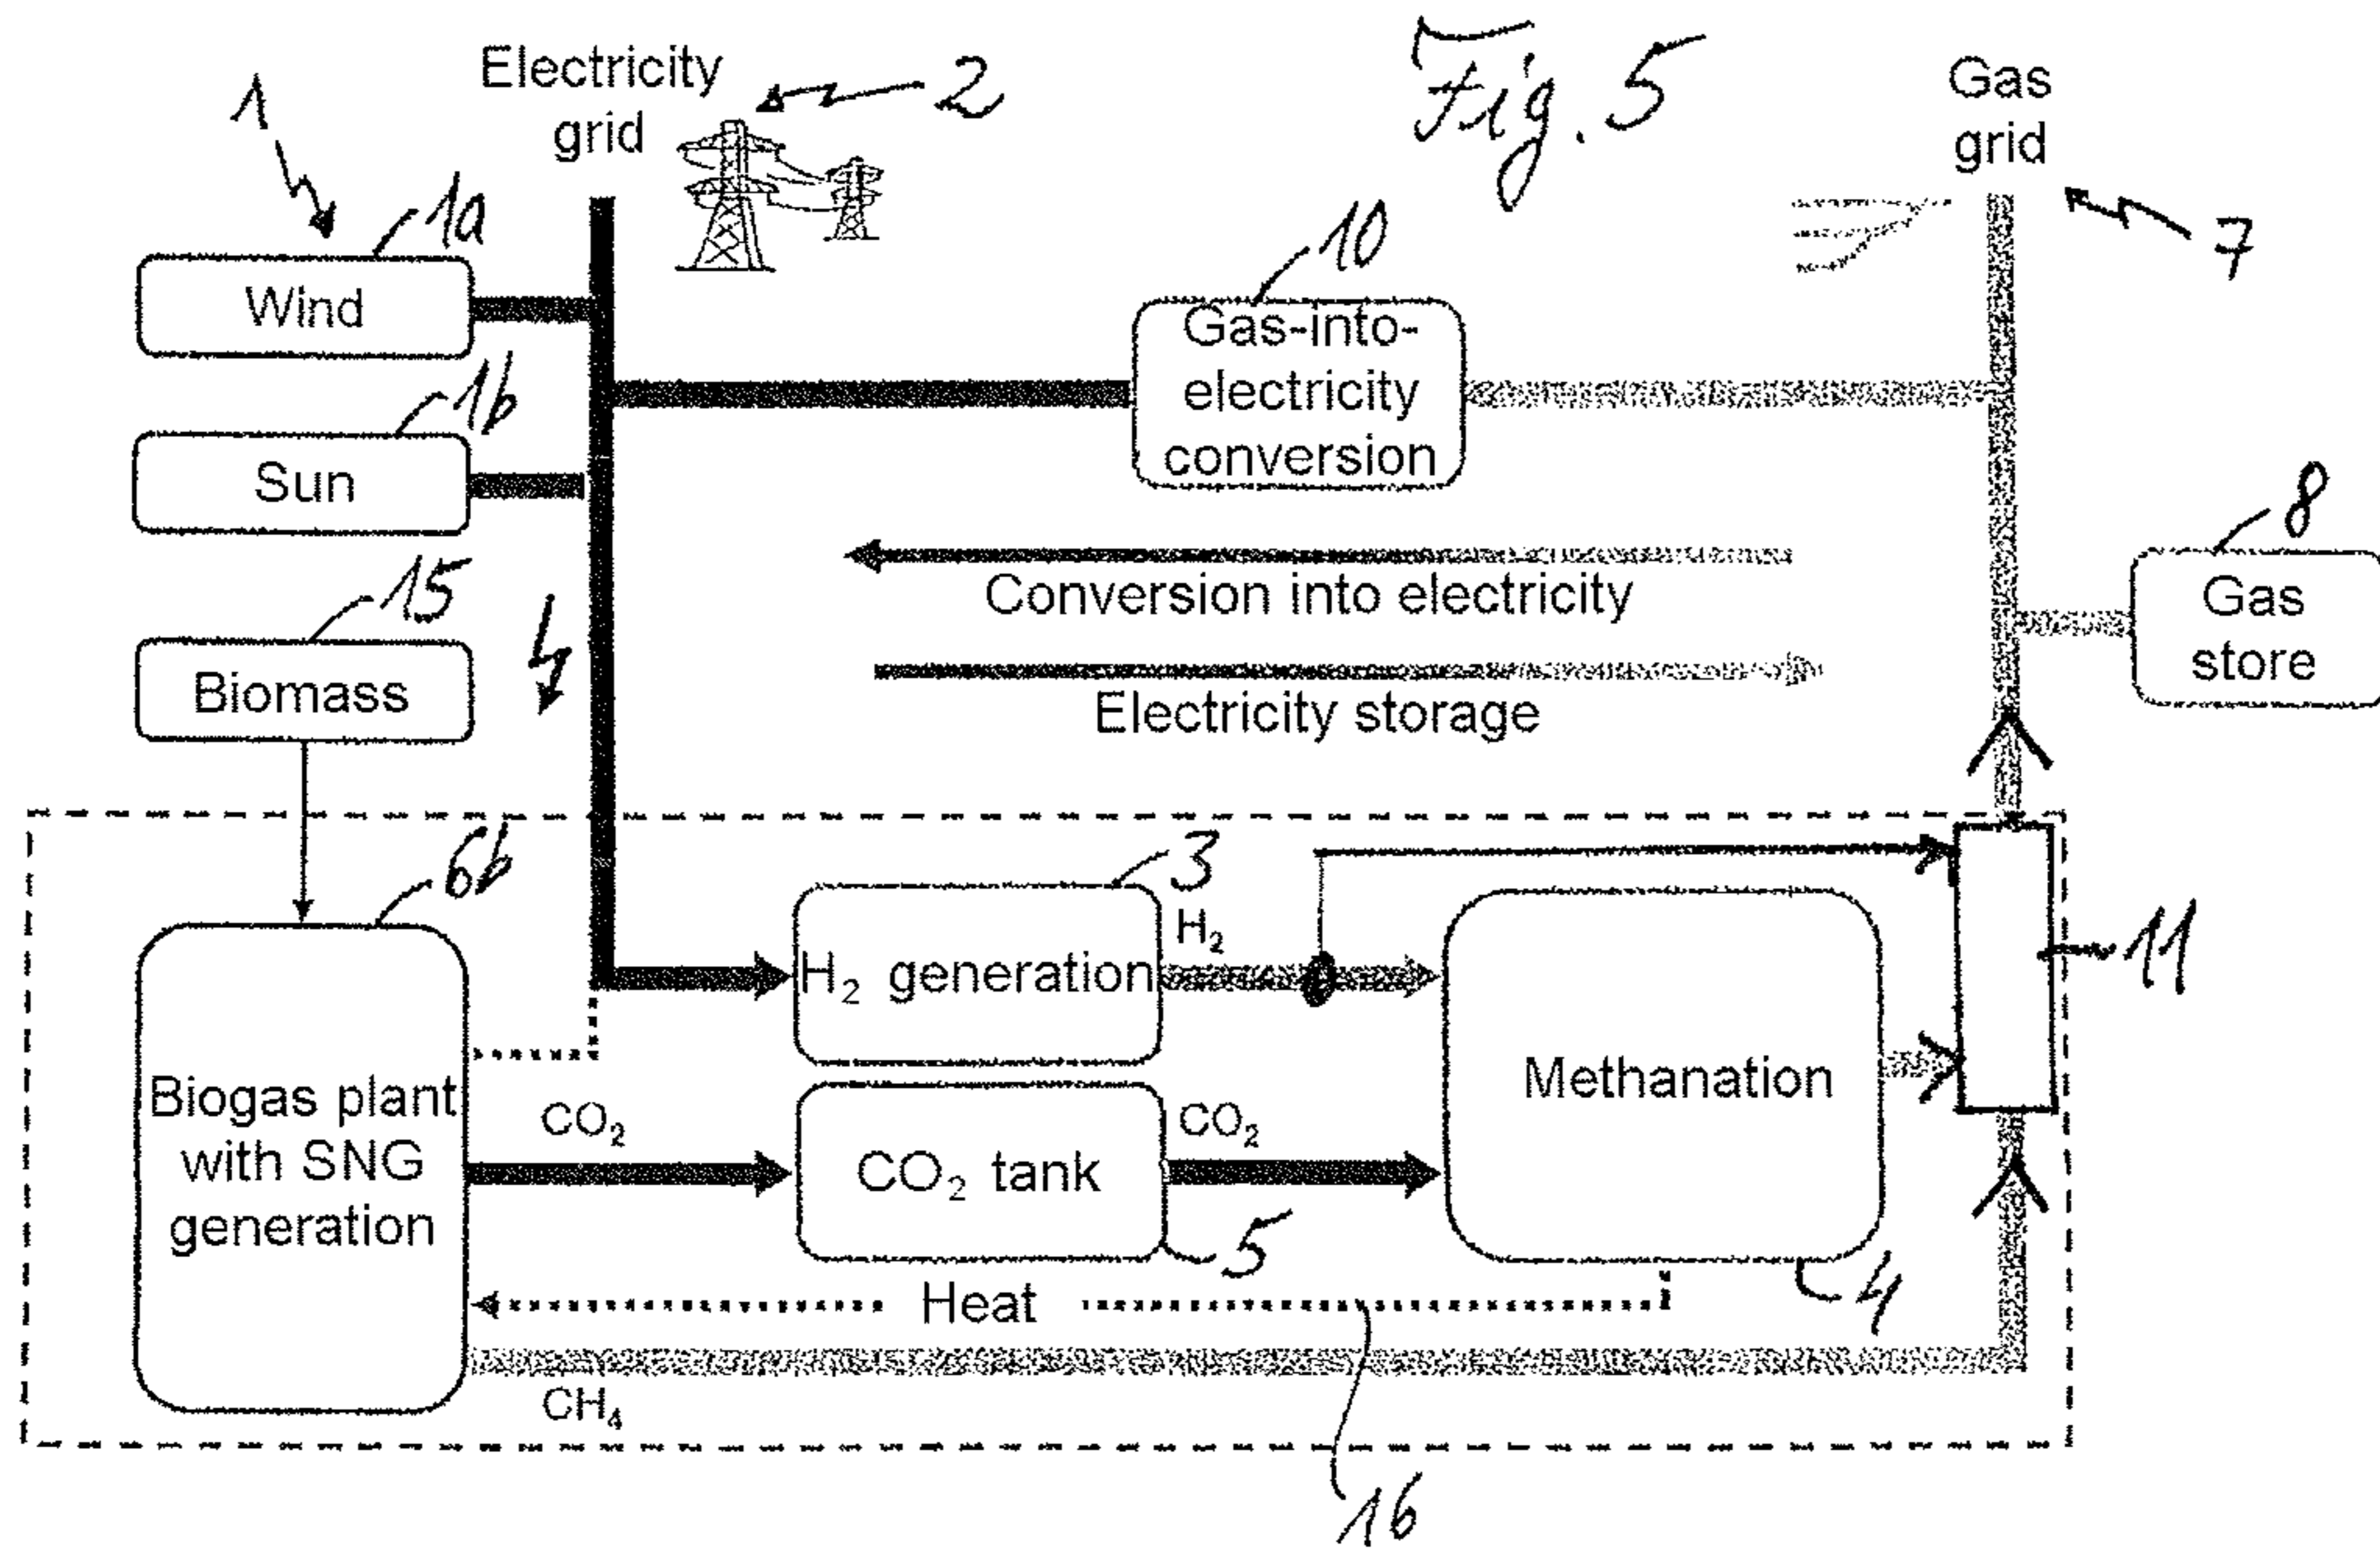 Fig. 5
Electricity
grid
2
Gas
grid
7
1
1a
Wind
10
Gas-into-
electricity
conversion
1b
Sun
8
Gas
store
Conversion into electricity
15
Biomass
Electricity storage
6b
3
H₂
H₂ generation
11
Biogas plant
with SNG
generation
Methanation
CO₂
CO₂ tank
CO₂
5
4
Heat
CH₄
16